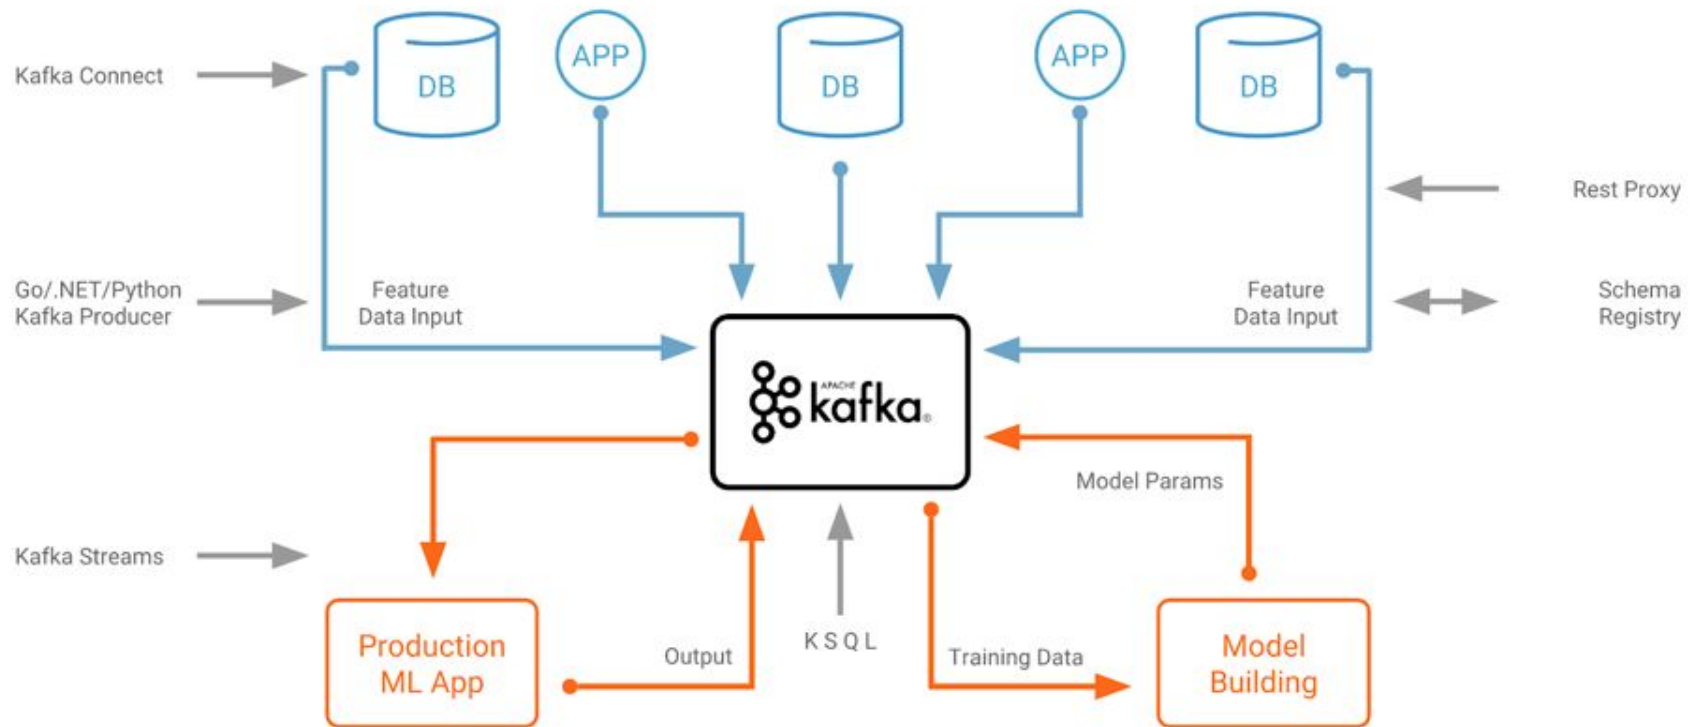 DB
APP
DB
APP
DB
Kafka Connect
Rest Proxy
Go/.NET/Python
Kafka Producer
Feature
Data Input
Feature
Data Input
Schema
Registry
APACHE
kafka®
Model Params
Kafka Streams
Production
ML App
Output
K S Q L
Training Data
Model
Building